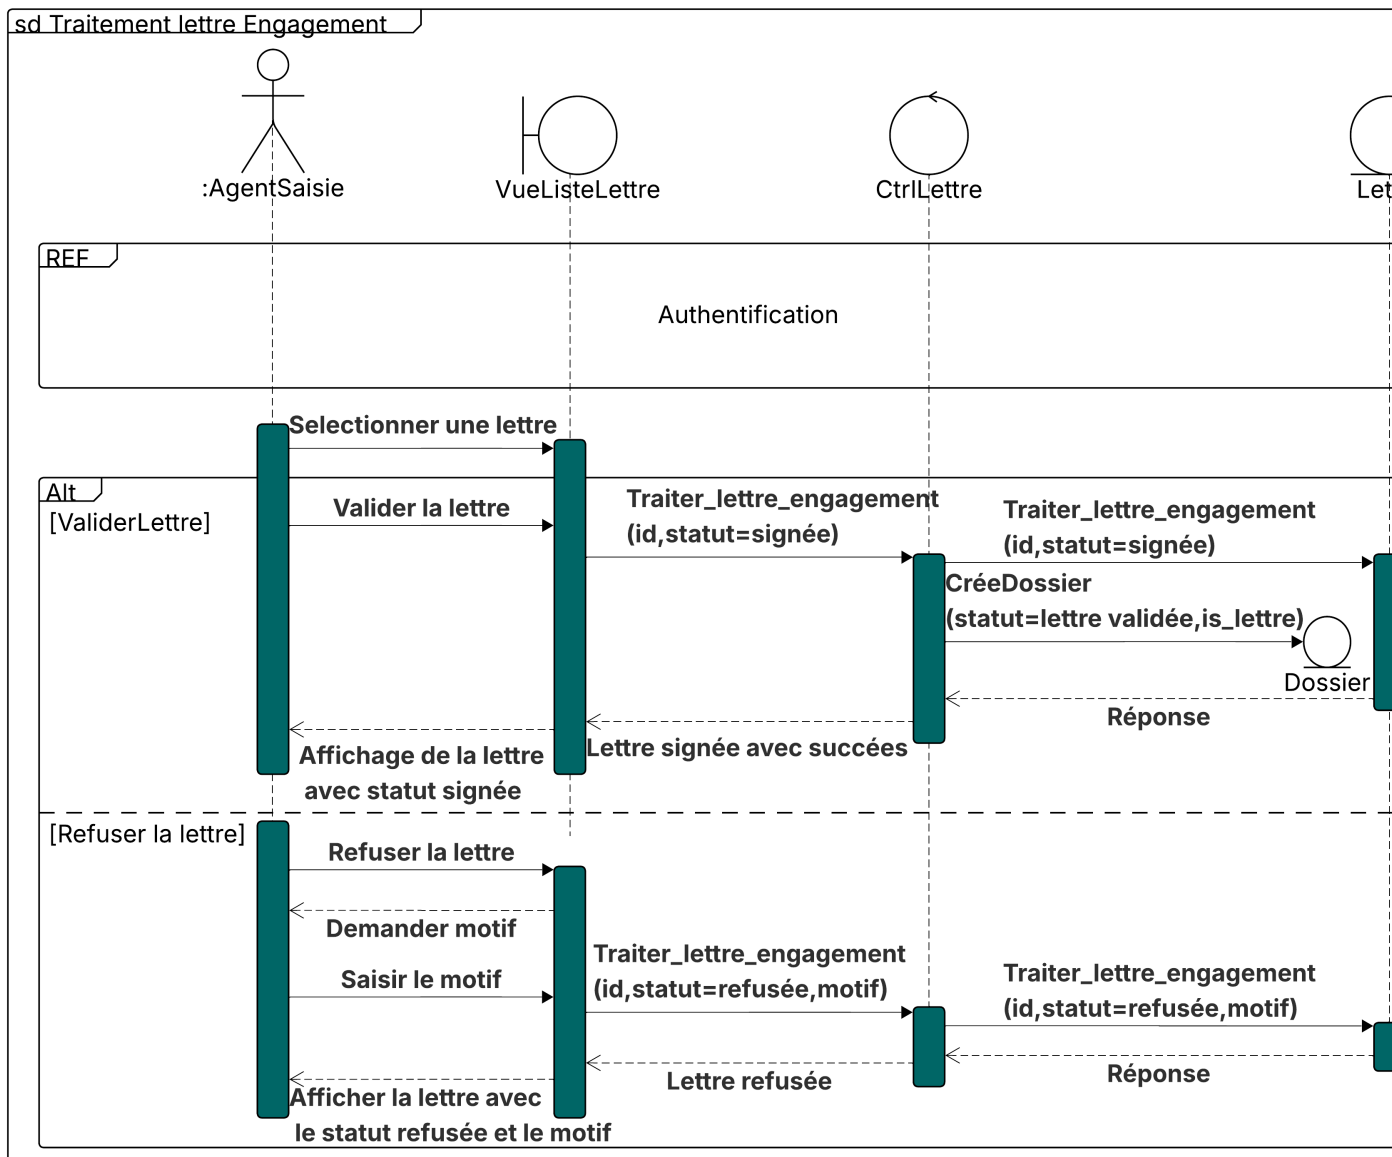 sd Traitement lettre Engagement
:AgentSaisie
VueListeLettre
CtrlLettre
Let
REF
Authentification
Selectionner une lettre
Alt
[ValiderLettre]
Valider la lettre
Traiter_lettre_engagement
(id,statut=signée)
Traiter_lettre_engagement
(id,statut=signée)
CréeDossier
(statut=lettre validée,is_lettre)
Dossier
Réponse
Lettre signée avec succées
Affichage de la lettre
avec statut signée
[Refuser la lettre]
Refuser la lettre
Demander motif
Saisir le motif
Traiter_lettre_engagement
(id,statut=refusée,motif)
Traiter_lettre_engagement
(id,statut=refusée,motif)
Réponse
Lettre refusée
Afficher la lettre avec
le statut refusée et le motif